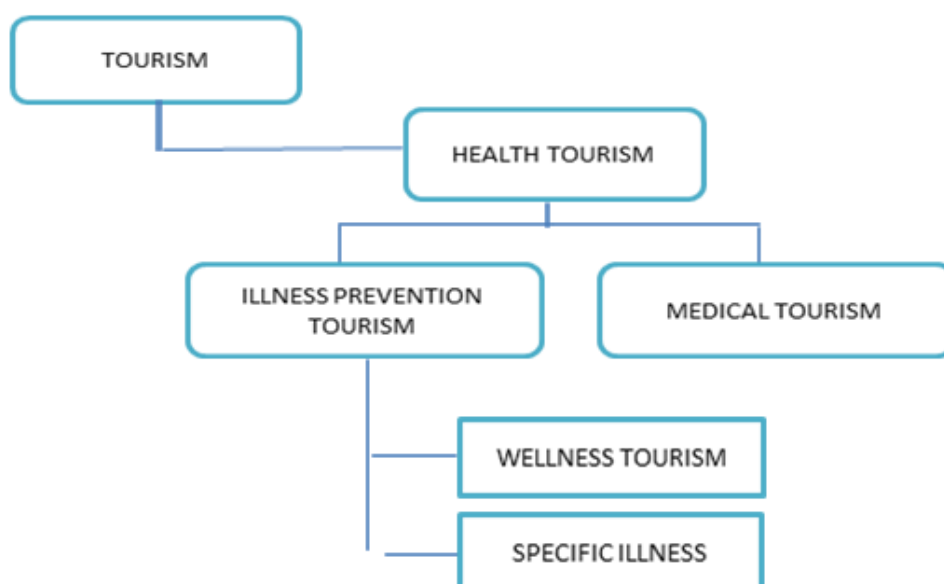 TOURISM
HEALTH TOURISM
ILLNESS PREVENTION
TOURISM
MEDICAL TOURISM
WELLNESS TOURISM
SPECIFIC ILLNESS